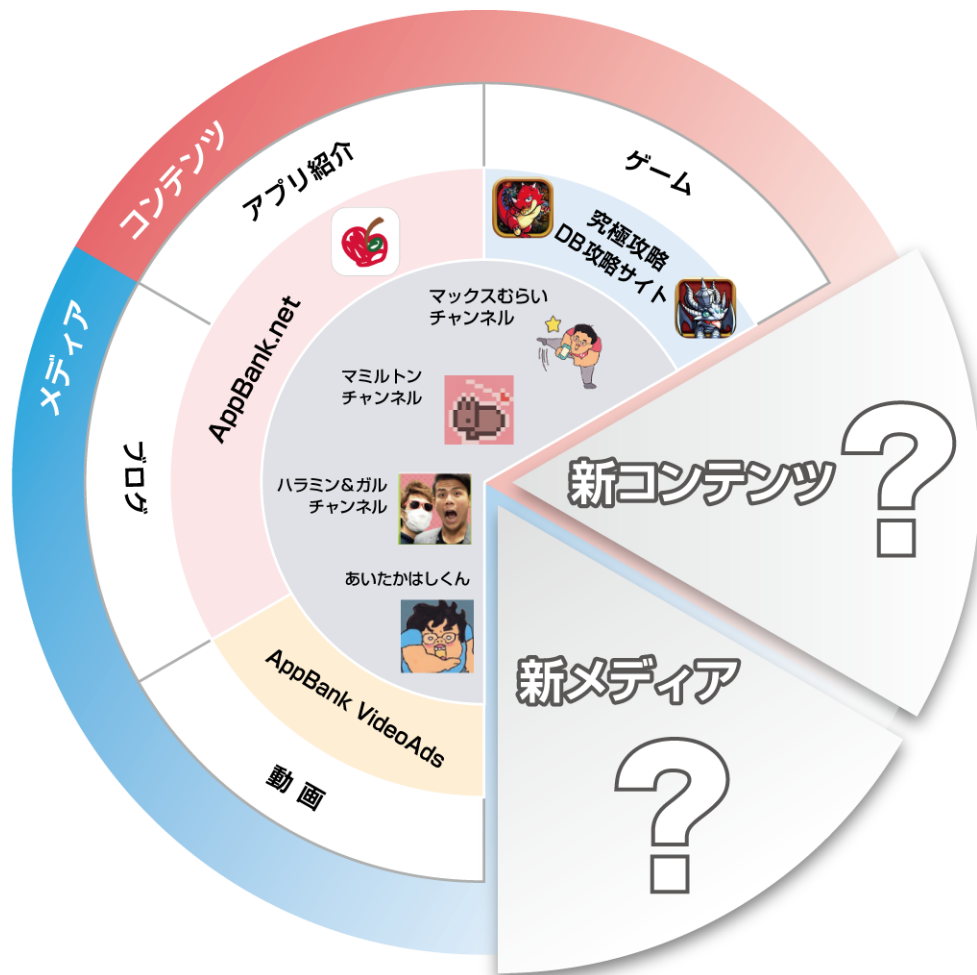 コンテンツ
メディア
アプリ紹介
ゲーム
ブログ
動画
AppBank.net
究極攻略
DB攻略サイト
AppBank VideoAds
マックスむらい
チャンネル
マミルトン
チャンネル
ハラミン&ガル
チャンネル
あいたかはしくん
新コンテンツ
?
新メディア
?